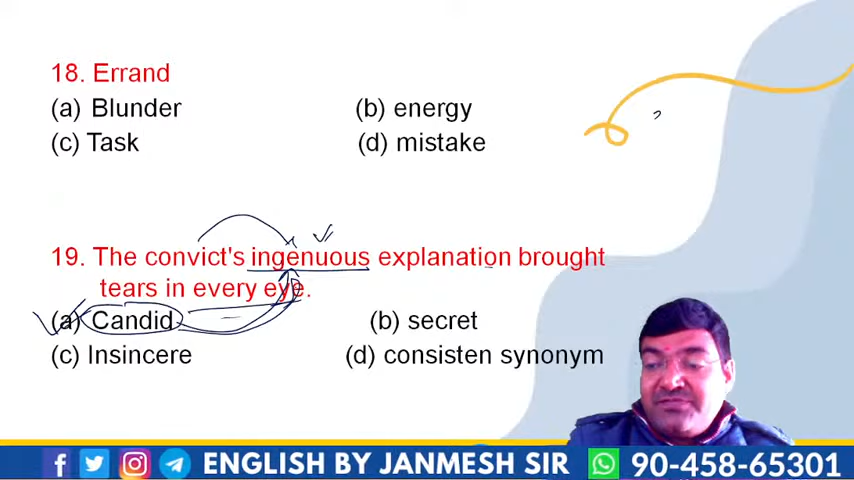 18. Errand
(a) Blunder (b) energy
(c) Task (d) mistake
19. The convict's ingenuous explanation brought
tears in every eye.
(a) Candid (b) secret
(c) Insincere (d) consisten synonym
ENGLISH BY JANMESH SIR 90-458-65301